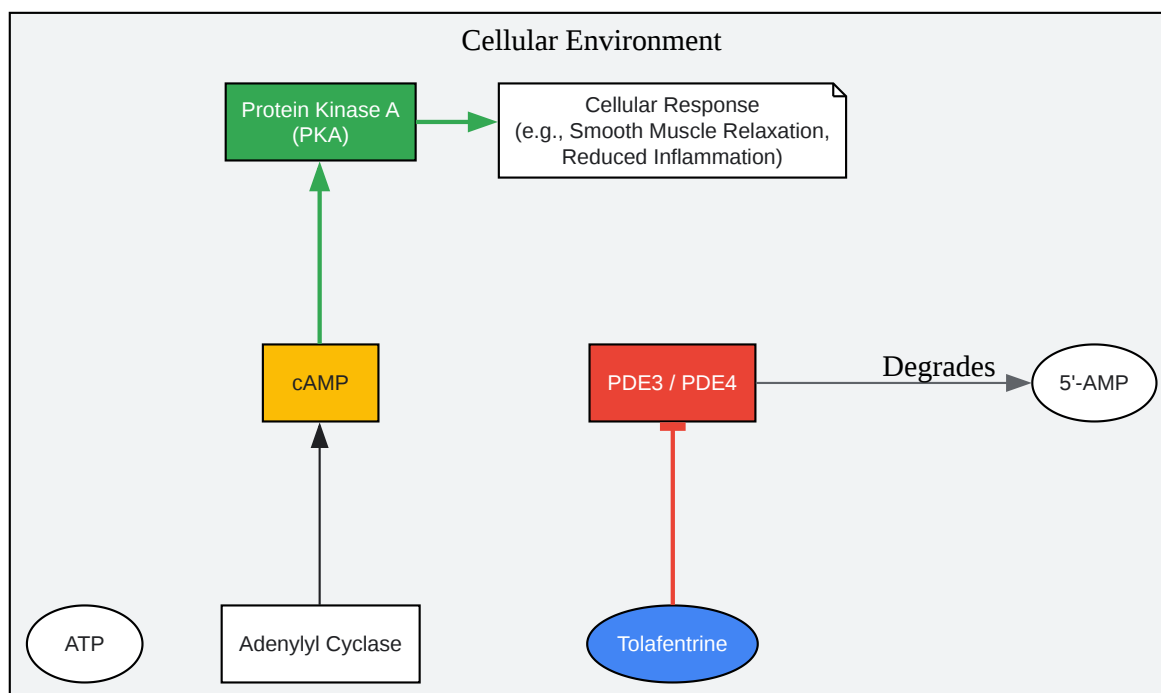 Cellular Environment
Protein Kinase A
(PKA)
Cellular Response
(e.g., Smooth Muscle Relaxation,
Reduced Inflammation)
cAMP
PDE3 / PDE4
Degrades
5'-AMP
ATP
Adenylyl Cyclase
Tolafentrine